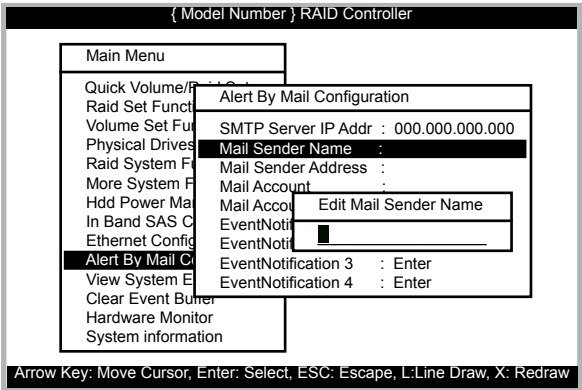 { Model Number } RAID Controller
Main Menu
Quick Volume/
Raid Set Functi
Volume Set Fu
Physical Drives
Raid System F
More System F
Hdd Power Ma
In Band SAS C
Ethernet Config
Alert By Mail C
View System E
Clear Event Buffer
Hardware Monitor
System information
Alert By Mail Configuration
SMTP Server IP Addr : 000.000.000.000
Mail Sender Name :
Mail Sender Address :
Mail Account :
Mail Accou
EventNotif
EventNotif
EventNotification 3 : Enter
EventNotification 4 : Enter
Edit Mail Sender Name
Arrow Key: Move Cursor, Enter: Select, ESC: Escape, L:Line Draw, X: Redraw